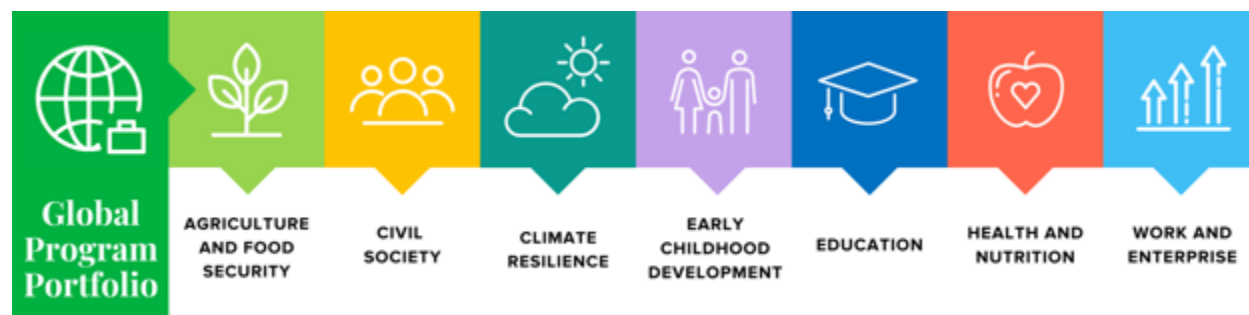 Global
Program
Portfolio
AGRICULTURE
AND FOOD
SECURITY
CIVIL
SOCIETY
CLIMATE
RESILIENCE
EARLY
CHILDHOOD
DEVELOPMENT
EDUCATION
HEALTH AND
NUTRITION
WORK AND
ENTERPRISE